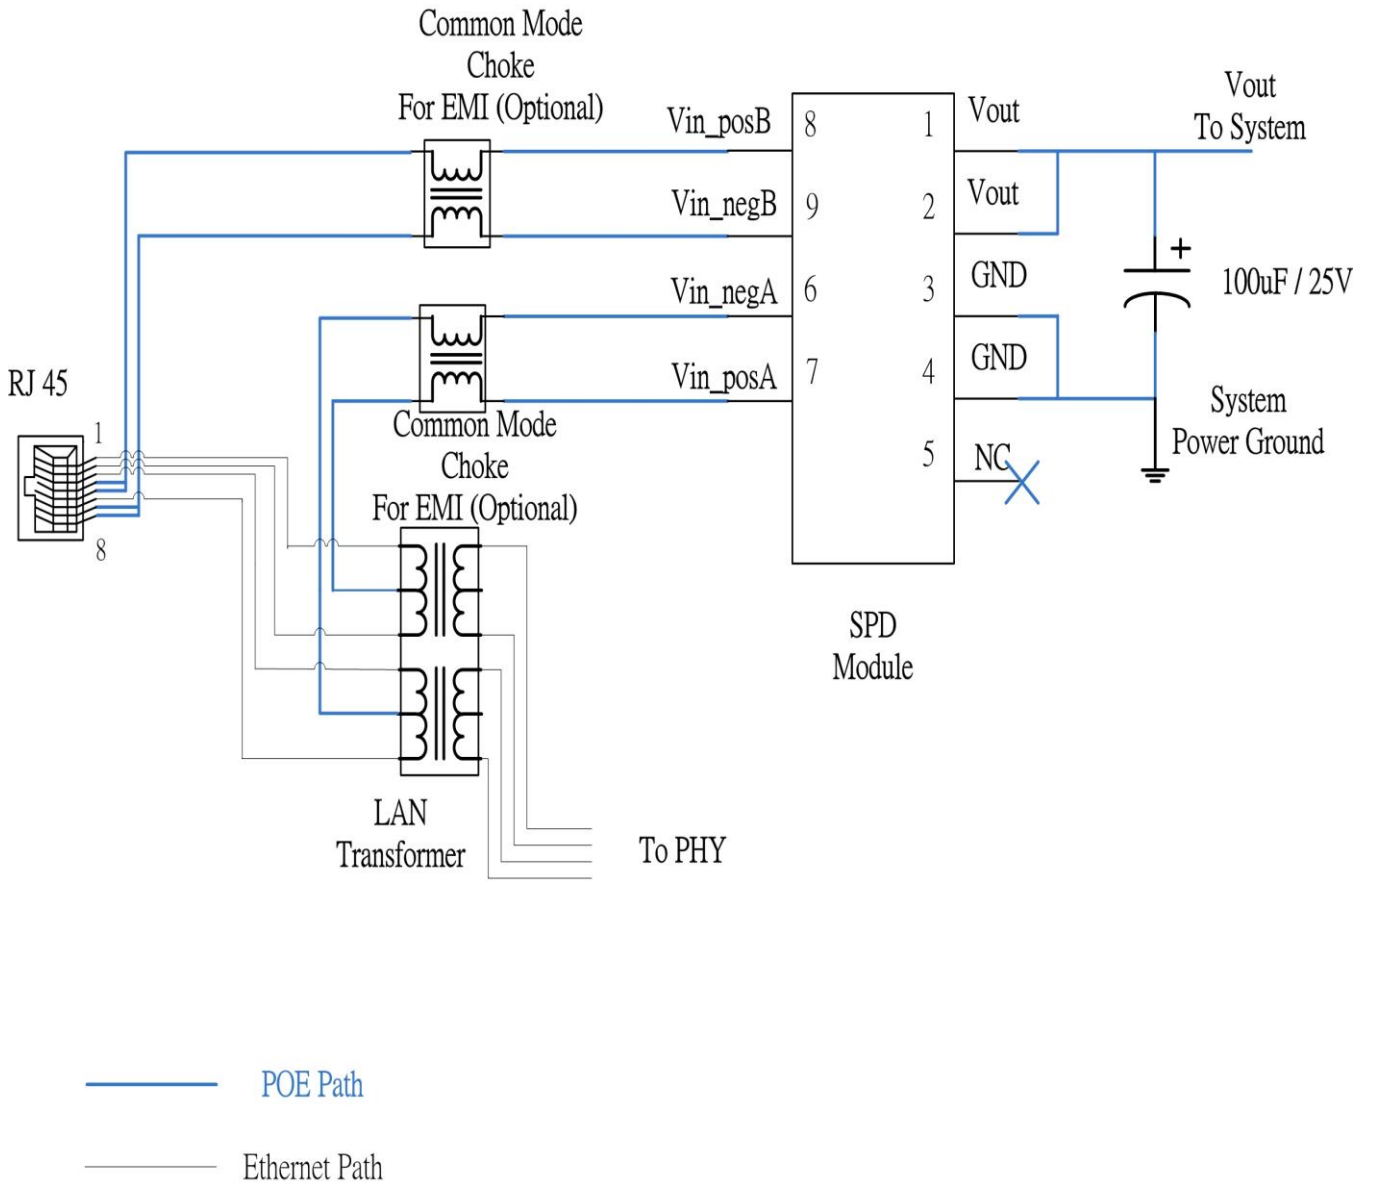 Common Mode
Choke
For EMI (Optional)
Vin_posB
8
1
Vout
Vout
To System
Vin_negB
9
2
Vout
Vin_negA
6
3
GND
+
100uF / 25V
Vin_posA
7
4
GND
RJ 45
1
8
Common Mode
Choke
For EMI (Optional)
5
NC
System
Power Ground
SPD
Module
LAN
Transformer
To PHY
POE Path
Ethernet Path